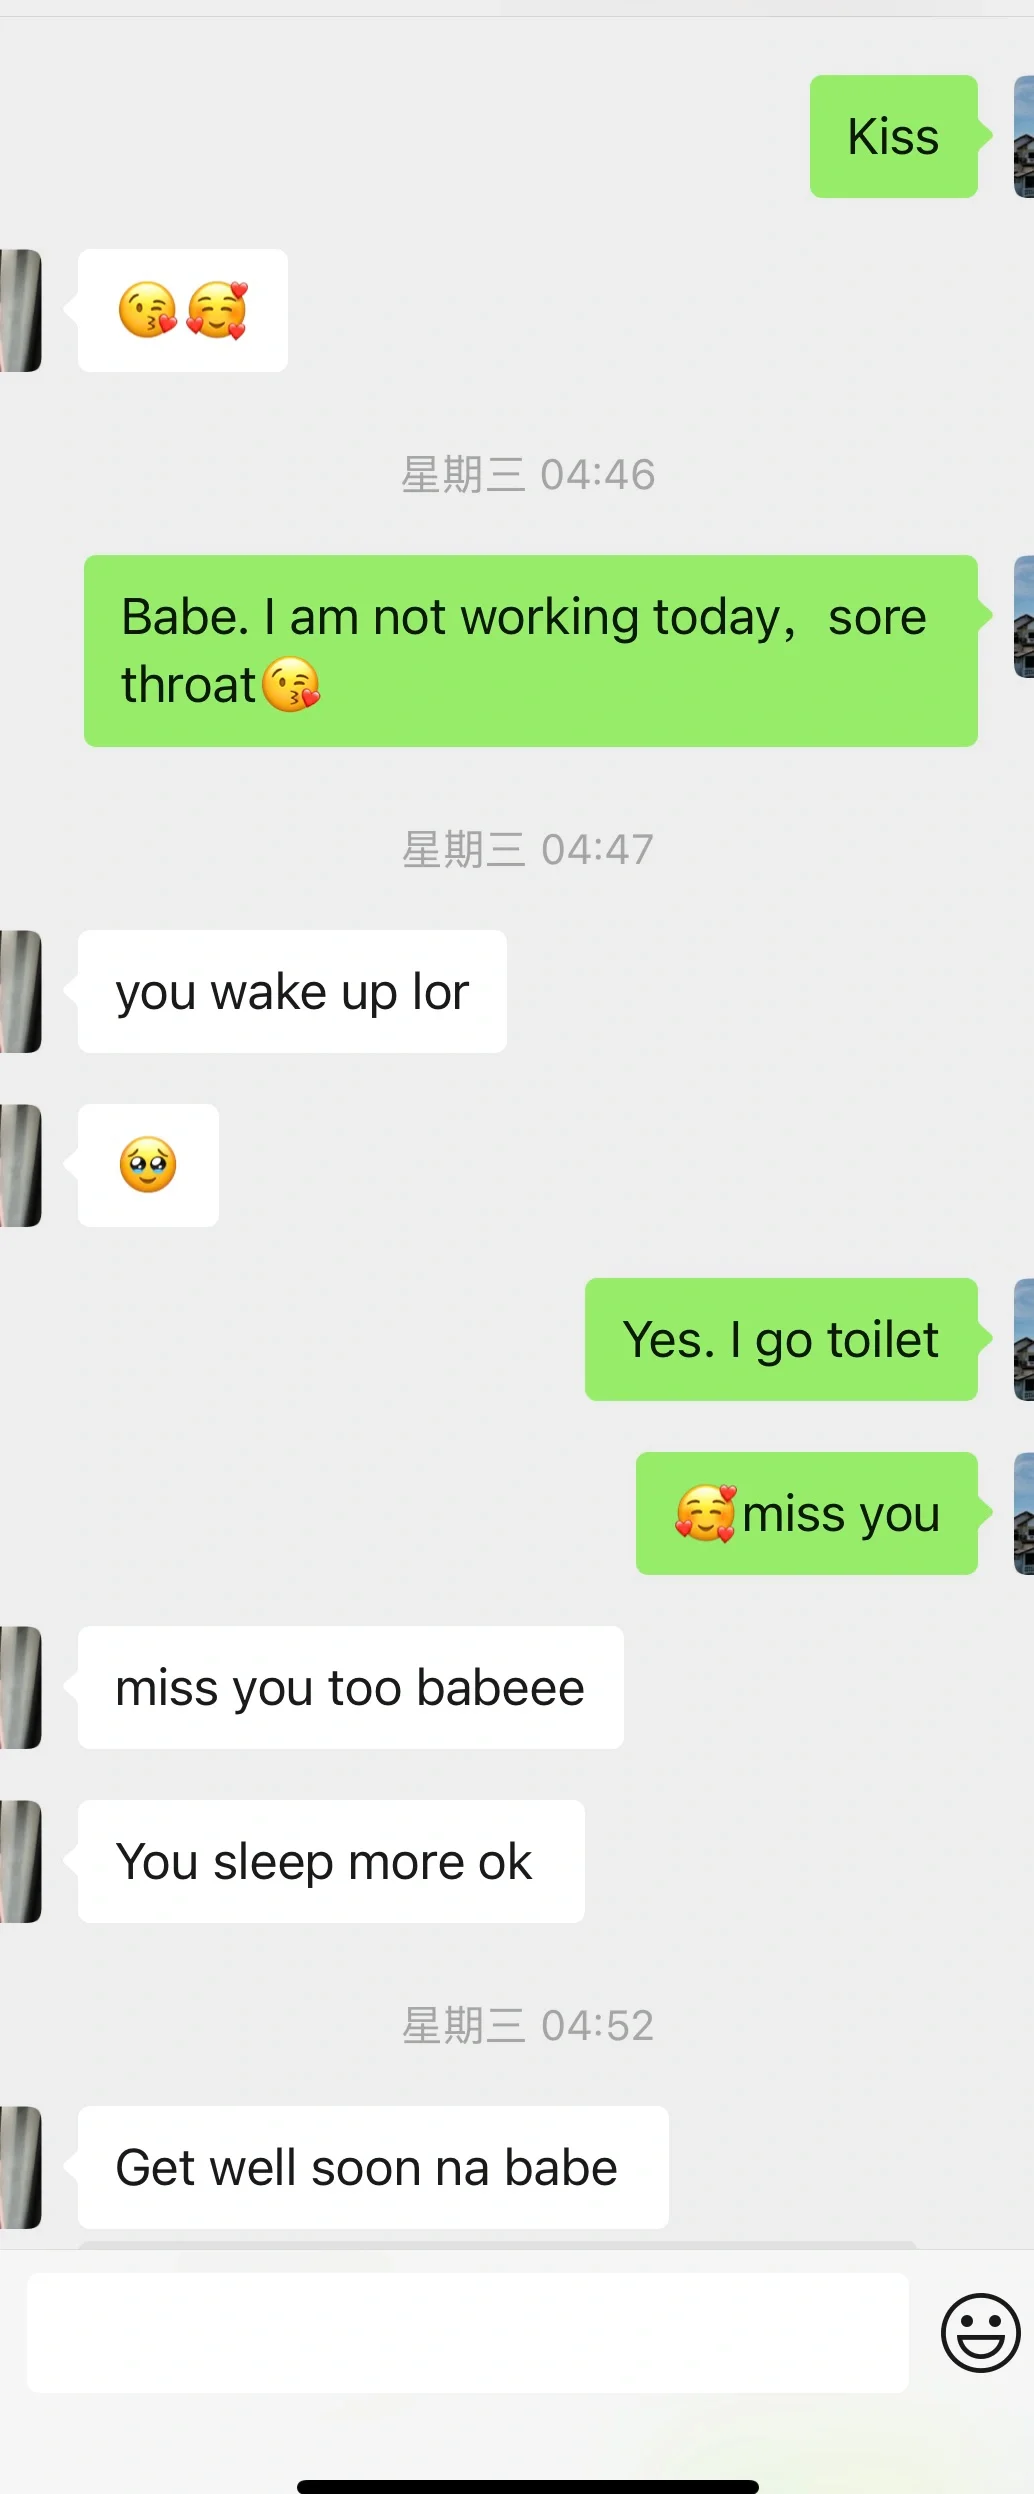 Kiss
😘🥰
星期三 04:46
Babe. I am not working today，sore
throat😘
星期三 04:47
you wake up lor
🥹
Yes. I go toilet
🥰miss you
miss you too babeee
You sleep more ok
星期三 04:52
Get well soon na babe